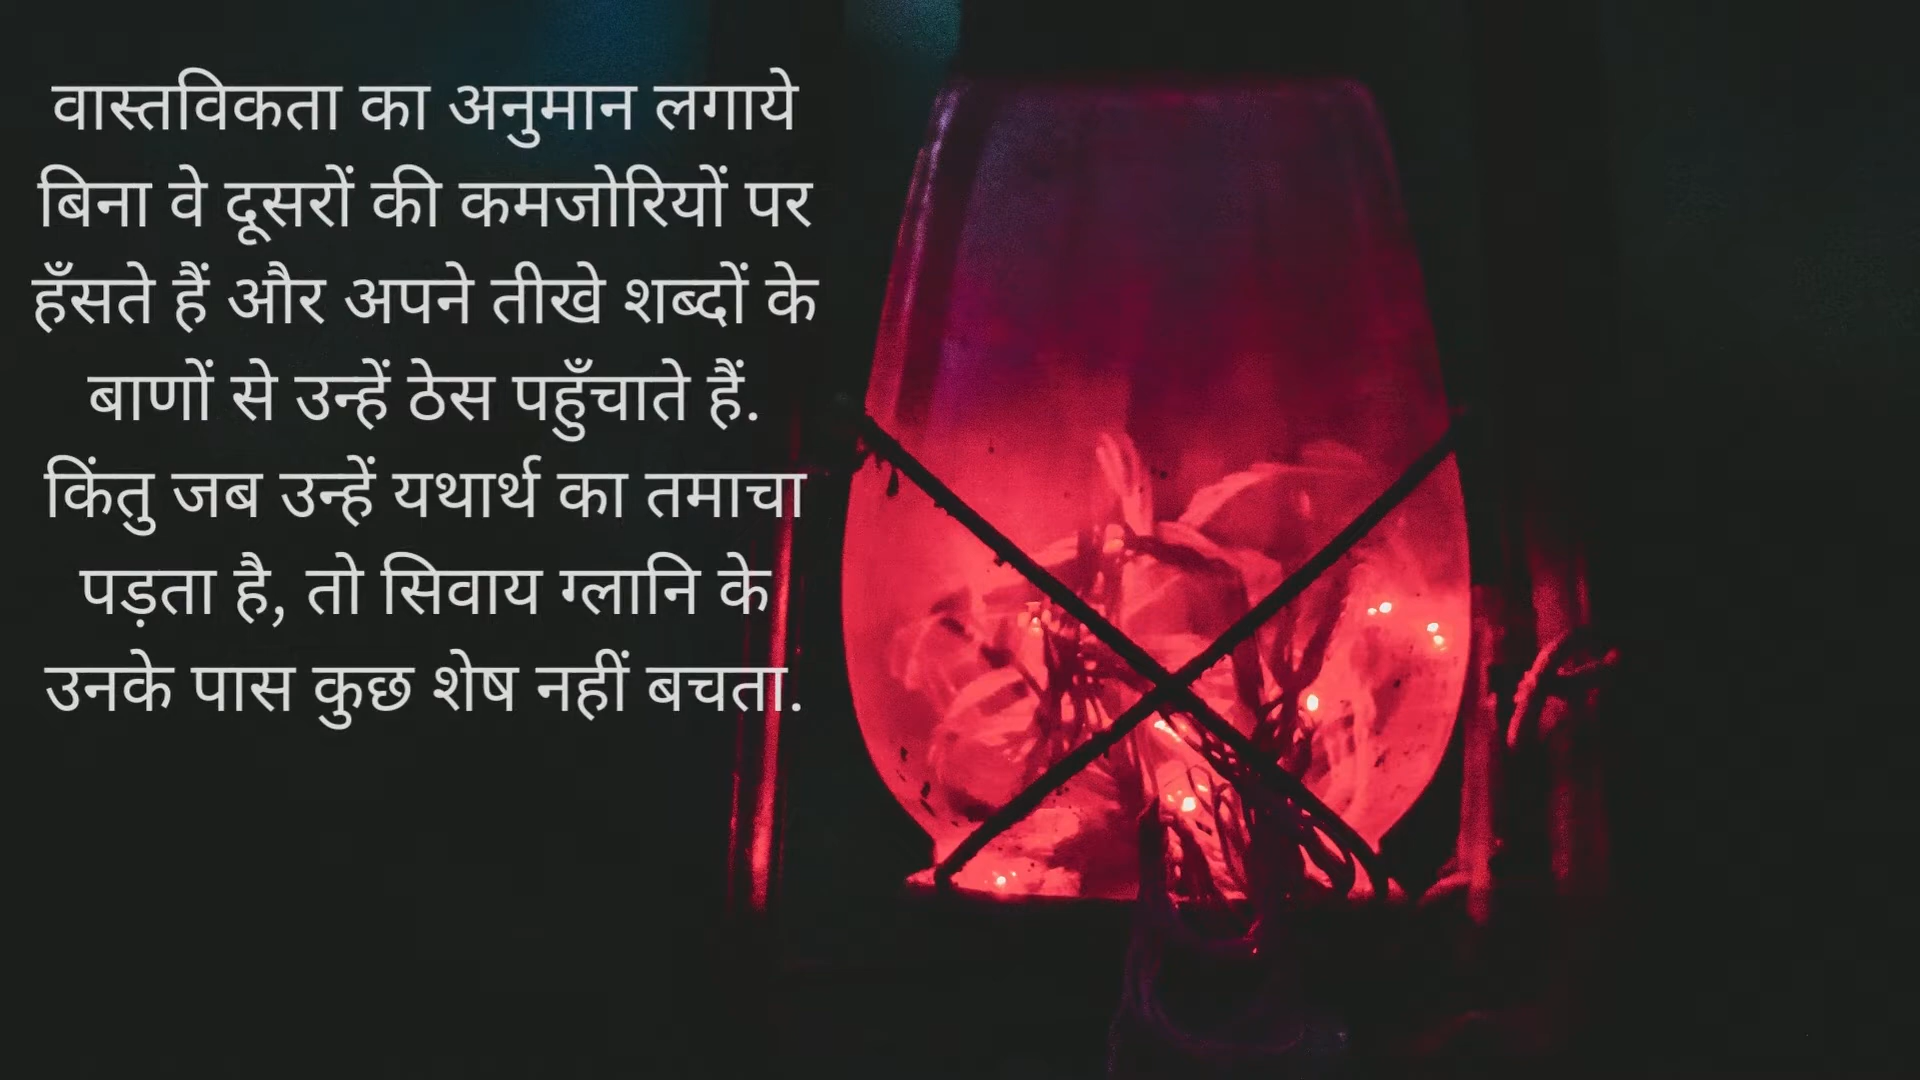 वास्तविकता का अनुमान लगाये
बिना वे दूसरों की कमजोरियों पर
हँसते हैं और अपने तीखे शब्दों के
बाणों से उन्हें ठेस पहुँचाते हैं.
किंतु जब उन्हें यथार्थ का तमाचा
पड़ता है, तो सिवाय ग्लानि के
उनके पास कुछ शेष नहीं बचता.